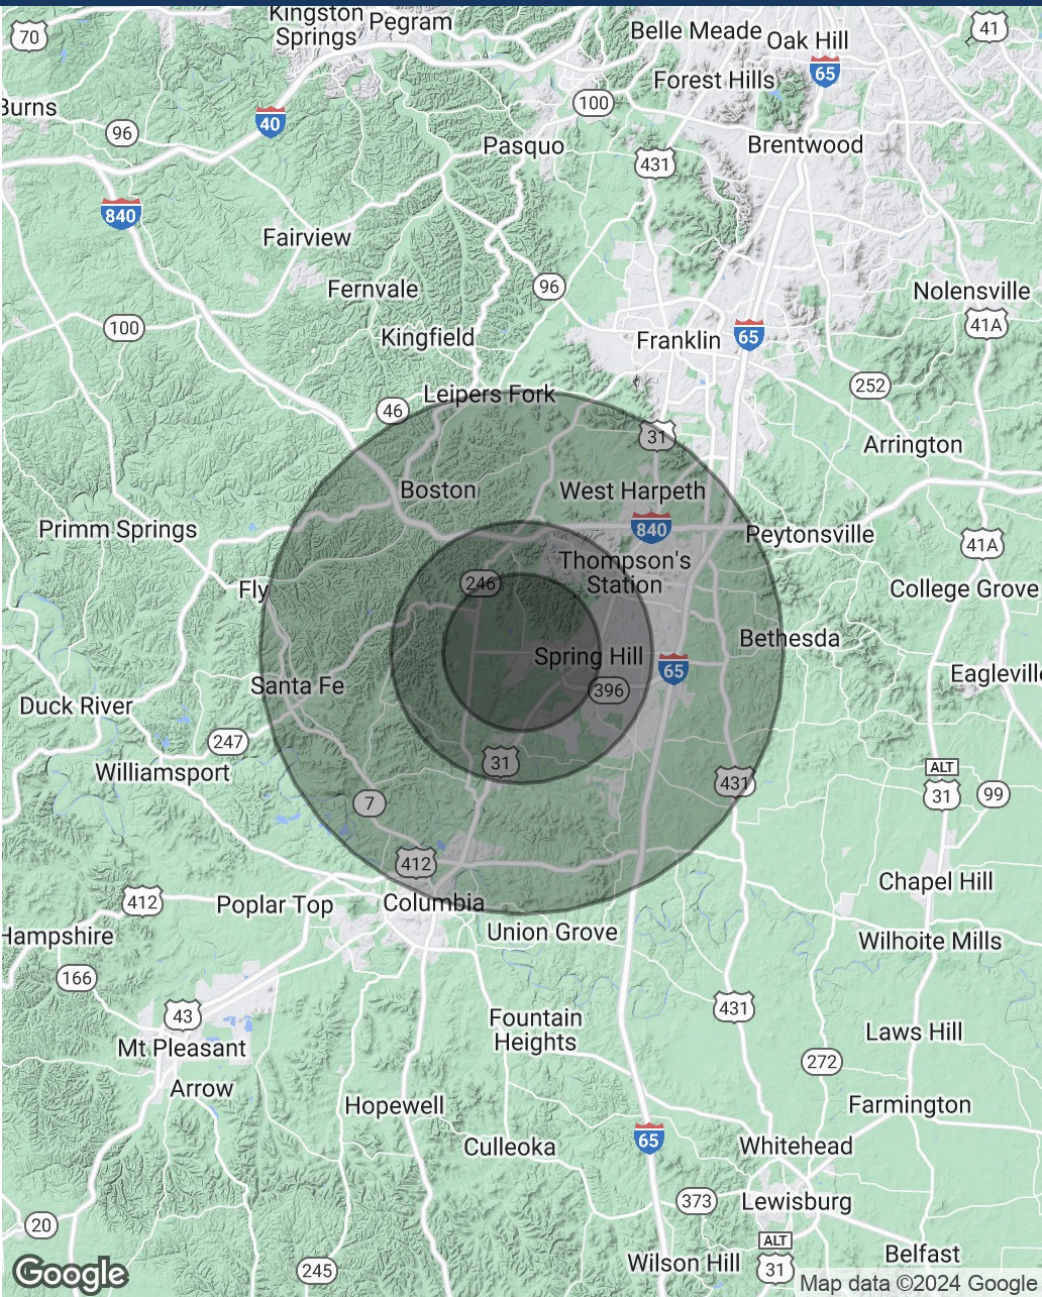 Kingston
Springs
Pegram
Belle Meade
Oak Hill
41
70
65
Forest Hills
Burns
100
40
96
Pasquo
Brentwood
431
840
Fairview
Fernvale
96
Nolensville
100
Kingfield
Franklin
65
41A
Leipers Fork
252
46
31
Arrington
Boston
West Harpeth
Primm Springs
840
Peytonsville
41A
Thompson's
Station
246
Fly
College Grove
Bethesda
Spring Hill
65
Santa Fe
396
Eagleville
Duck River
247
31
Williamsport
ALT
31
431
99
7
412
Chapel Hill
412
Poplar Top
Columbia
Hampshire
Union Grove
Wilhoite Mills
166
431
43
Fountain
Heights
Laws Hill
Mt Pleasant
272
Arrow
Hopewell
Farmington
65
Culleoka
Whitehead
373
Lewisburg
20
ALT
31
Wilson Hill
Belfast
Google
245
Map data ©2024 Google